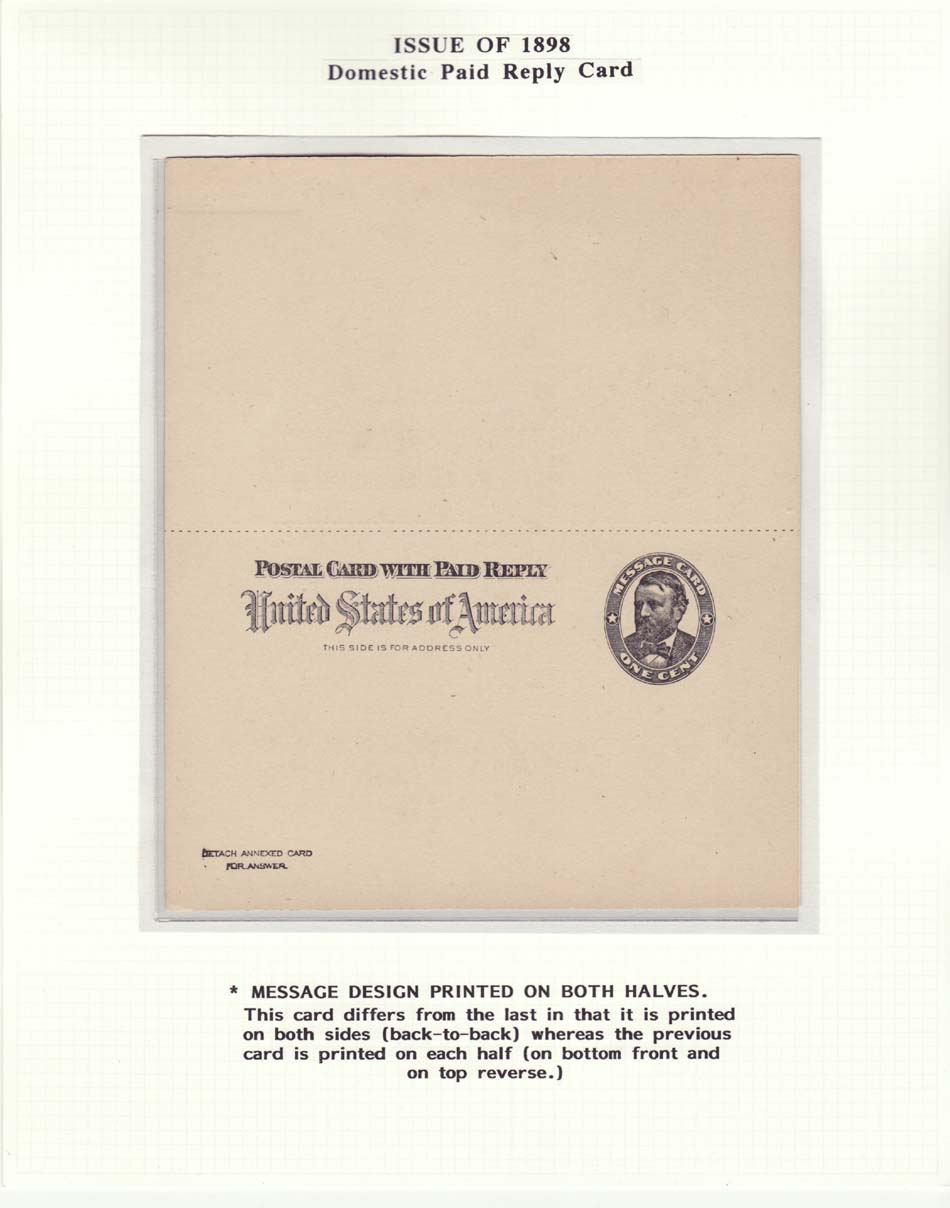 ISSUE OF 1898
Domestic Paid Reply Card
POSTAL CARD WITH PAID REPLY
United States of America
THIS SIDE IS FOR ADDRESS ONLY
MESSAGE CARD
ONE CENT
DETACH ANNEXED CARD
FOR ANSWER.
* MESSAGE DESIGN PRINTED ON BOTH HALVES.
This card differs from the last in that it is printed
on both sides (back-to-back) whereas the previous
card is printed on each half (on bottom front and
on top reverse.)